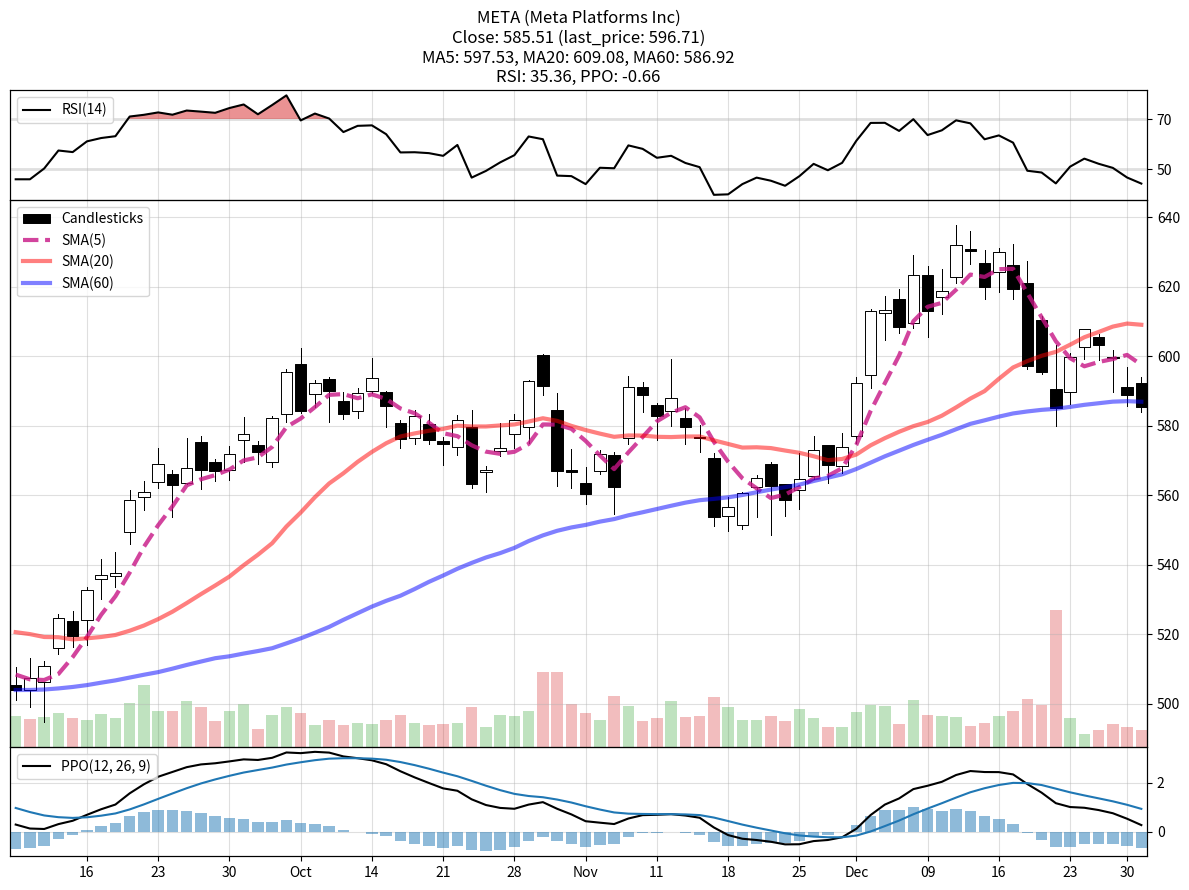 META (Meta Platforms Inc)
Close: 585.51 (last_price: 596.71)
MA5: 597.53, MA20: 609.08, MA60: 586.92
RSI: 35.36, PPO: -0.66
RSI(14)
70
50
Candlesticks
SMA(5)
SMA(20)
SMA(60)
640
620
600
580
560
540
520
500
PPO(12, 26, 9)
2
0
16 23 30 Oct 14 21 28 Nov 11 18 25 Dec 09 16 23 30